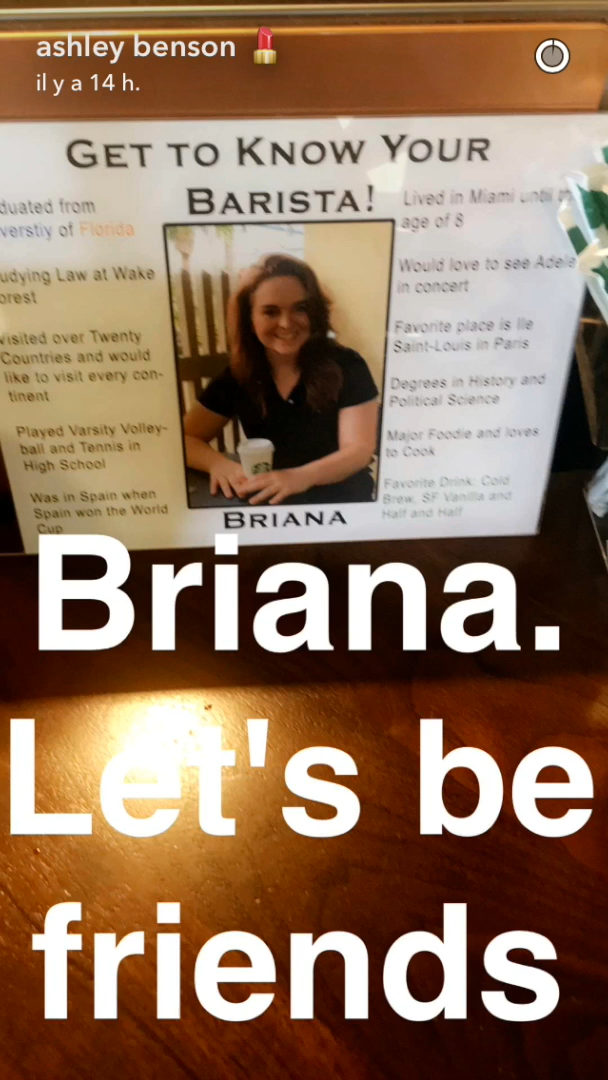 ashley benson 💄
il y a 14 h.
GET TO KNOW YOUR
BARISTA!
duated from
verstiy of Florida
udying Law at Wake
orest
visited over Twenty
Countries and would
like to visit every con-
tinent
Played Varsity Volley-
ball and Tennis in
High School
Was in Spain when
Spain won the World
Cup
BRIANA
Lived in Miami until
age of 8
Would love to see Adele
in concert
Favorite place is Ile
Saint-Louis in Paris
Degrees in History and
Political Science
Major Foodie and loves
to Cook
Favorite Drink: Cold
Brew, SF Vanilla and
Half and Half
Briana.
Let's be
friends